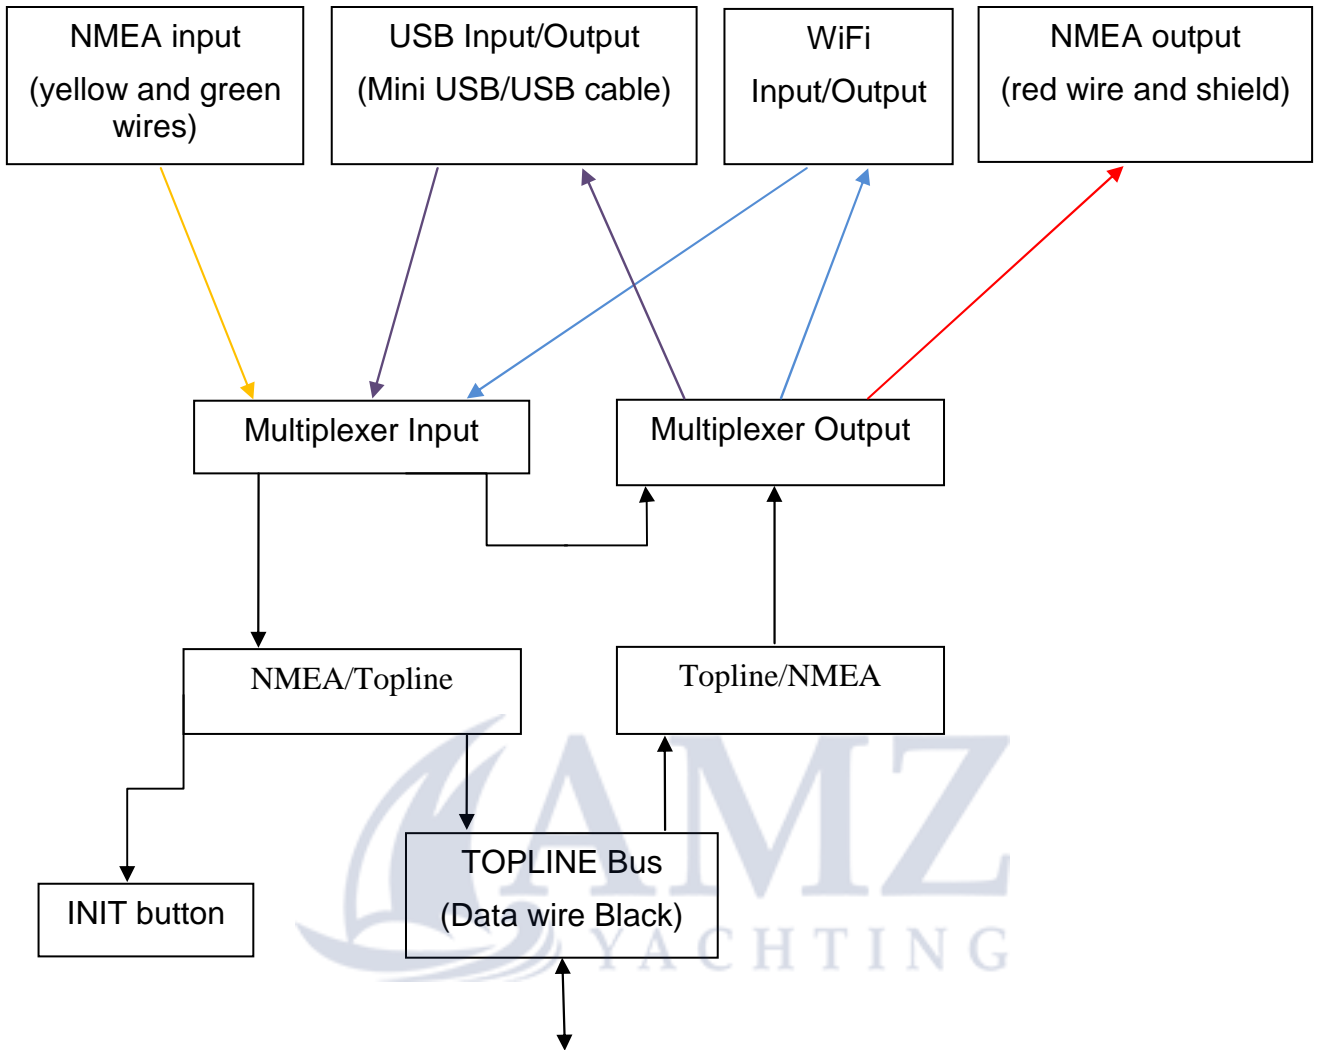 NMEA input
(yellow and green
wires)
USB Input/Output
(Mini USB/USB cable)
WiFi
Input/Output
NMEA output
(red wire and shield)
Multiplexer Input
Multiplexer Output
NMEA/Topline
Topline/NMEA
TOPLINE Bus
(Data wire Black)
INIT button
AMZ
YACHTING